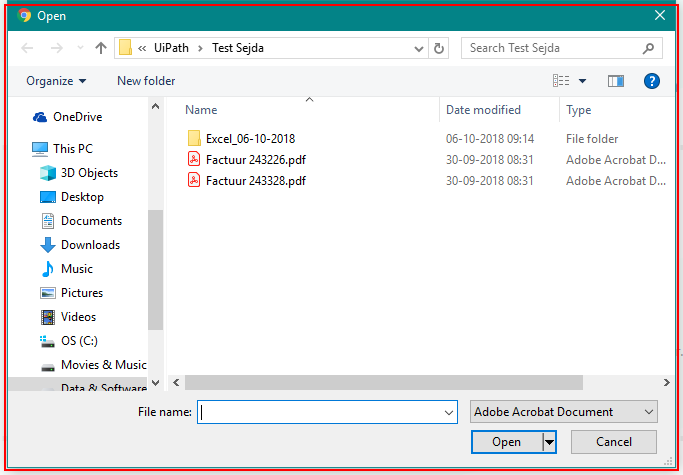 Open
« UiPath › Test Sejda
Search Test Sejda
Organize
New folder
Name
Date modified
Type
OneDrive
This PC
3D Objects
Desktop
Documents
Downloads
Music
Pictures
Videos
OS (C:)
Movies & Music
Data & Software
Excel_06-10-2018 06-10-2018 09:14 File folder
Factuur 243226.pdf 30-09-2018 08:31 Adobe Acrobat D...
Factuur 243328.pdf 30-09-2018 08:31 Adobe Acrobat D...
File name:
Adobe Acrobat Document
Open
Cancel